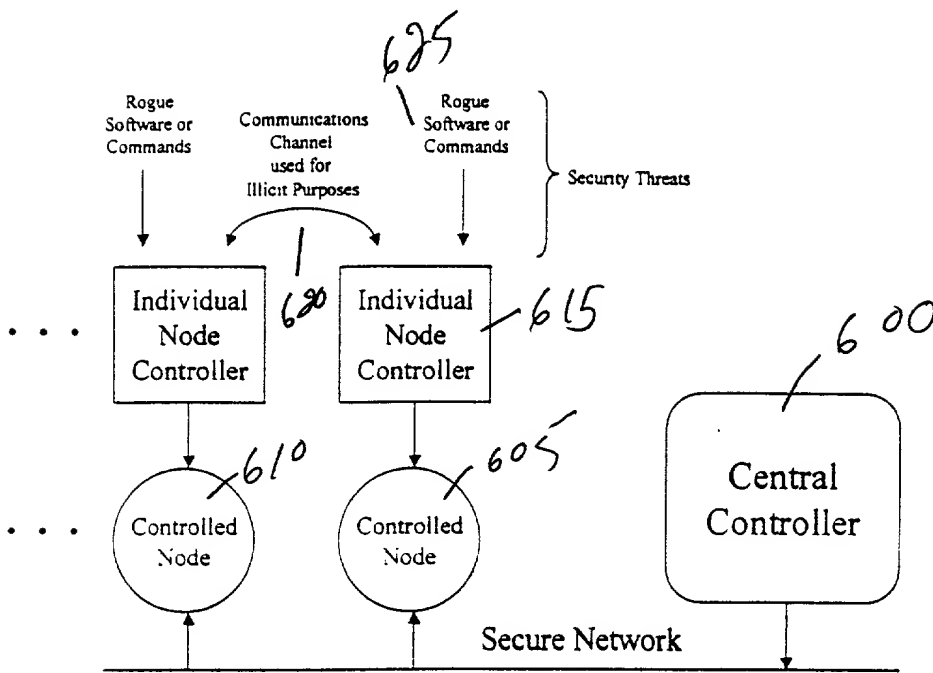 625
Rogue
Software or
Commands
Communications
Channel
used for
Illicit Purposes
Rogue
Software or
Commands
Security Threats
Individual
Node
Controller
620
Individual
Node
Controller
615
600
610
605
Controlled
Node
Controlled
Node
Central
Controller
Secure Network